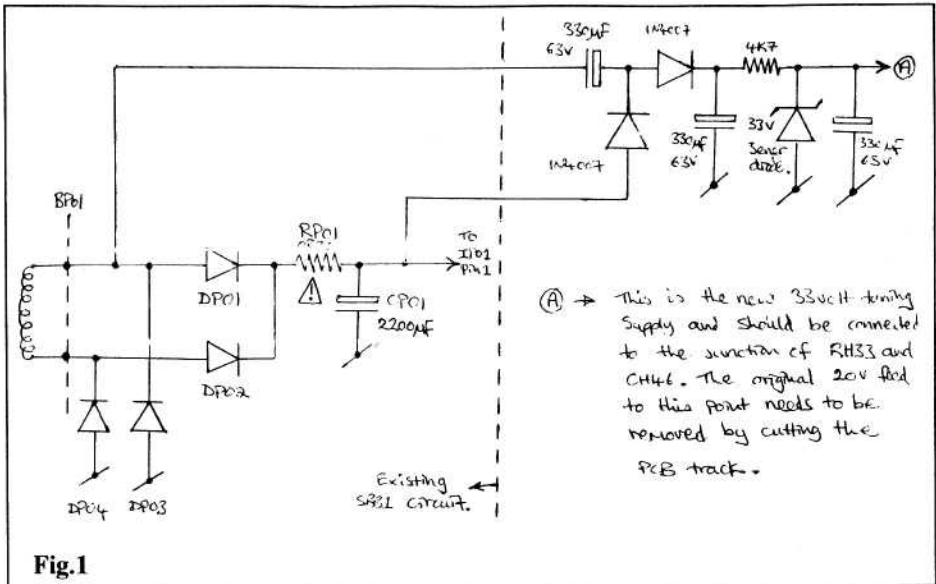 330µF
63V
1N4007
4K7
A
1N4007
330µF
63V
33V
Zener
diode.
330µF
63V
BP01
RP01
To
Pin1
DP01
CP01
2200µF
DP02
DP04
DP03
Existing
SRB1 Circuit.
A → This is the new 33volt tuning
Supply and should be connected
to the junction of RH33 and
CH46. The original 20v feed
to this point needs to be
removed by cutting the
PCB track.
Fig.1